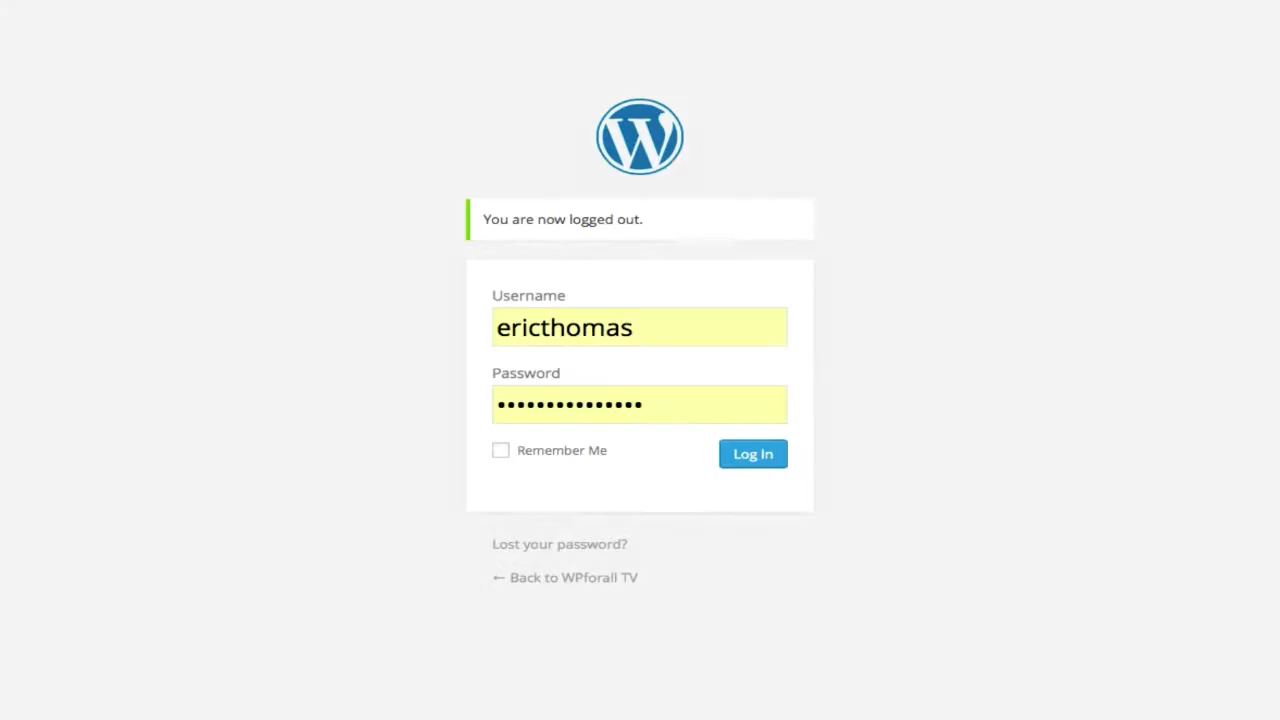 You are now logged out.
Username
ericthomas
Password
•••••••••••••••
Remember Me
Log In
Lost your password?
← Back to WPforall TV